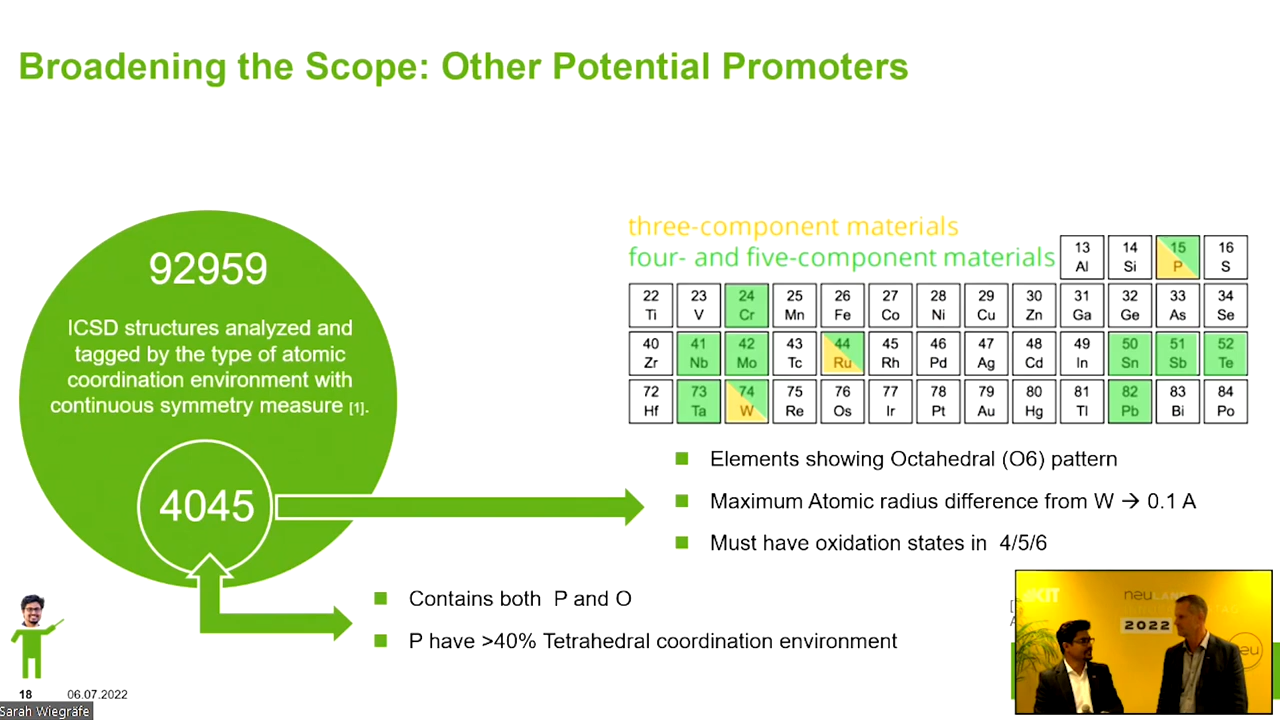 Broadening the Scope: Other Potential Promoters
92959
ICSD structures analyzed and
tagged by the type of atomic
coordination environment with
continuous symmetry measure [1].
4045
three-component materials
four- and five-component materials
13 14 15 16
Al Si P S
22 23 24 25 26 27 28 29 30 31 32 33 34
Ti V Cr Mn Fe Co Ni Cu Zn Ga Ge As Se
40 41 42 43 44 45 46 47 48 49 50 51 52
Zr Nb Mo Tc Ru Rh Pd Ag Cd In Sn Sb Te
72 73 74 75 76 77 78 79 80 81 82 83 84
Hf Ta W Re Os Ir Pt Au Hg Tl Pb Bi Po
Elements showing Octahedral (O6) pattern
Maximum Atomic radius difference from W → 0.1 A
Must have oxidation states in 4/5/6
Contains both P and O
P have >40% Tetrahedral coordination environment
18 06.07.2022
Sarah Wiegräfe
KIT
neuLAND
2022